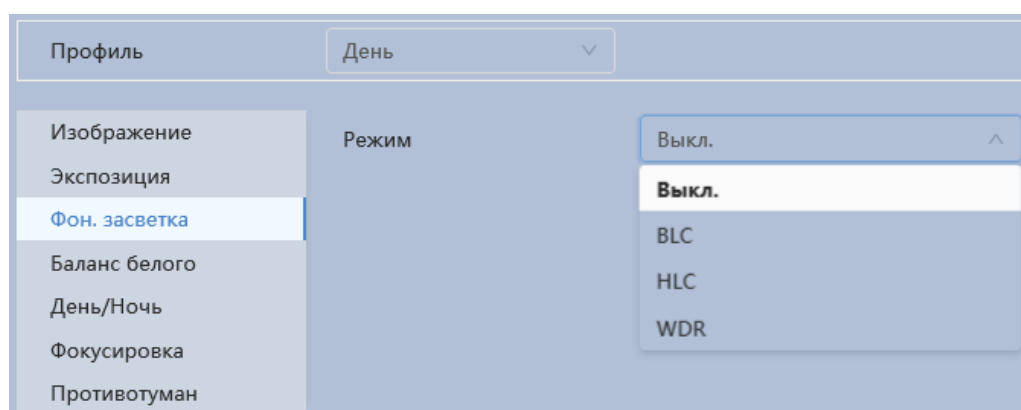 Профиль День
Изображение
Режим Выкл.
Экспозиция
Выкл.
Фон. засветка
BLC
Баланс белого
HLC
День/Ночь
WDR
Фокусировка
Противотуман